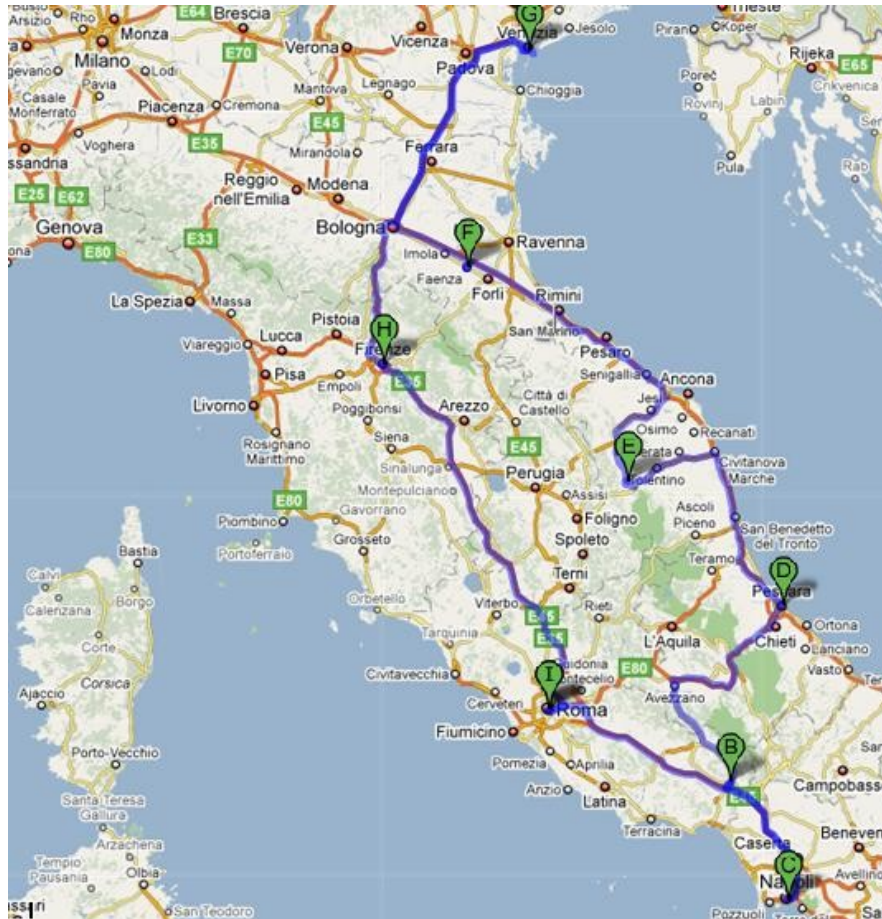 E64
Brescia
Rho
Monza
Milano
Lodi
Pavia
E70
Verona
Vicenza
Padova
G
Jesolo
Chioggia
Trieste
Koper
Piran
Rijeka
E65
Crikvenica
Poreč
Rovinj
Labin
Pula
Rab
Casale
Monferrato
Voghera
Piacenza
Cremona
Mantova
Legnago
E45
E35
Mirandola
Ferrara
E25
E62
Reggio
nell'Emilia
Modena
Genova
E80
E33
Bologna
Imola
F
Faenza
Ravenna
Forlì
Rimini
San Marino
Pesaro
Senigallia
Ancona
La Spezia
Massa
Viareggio
Lucca
Pistoia
H
Firenze
Pisa
Empoli
Livorno
Poggibonsi
Arezzo
Città di
Castello
Jesi
Osimo
Recanati
E
Tolentino
Civitanova
Marche
Rosignano
Marittimo
Siena
Sinalunga
E45
Perugia
Assisi
Montepulciano
E80
Gavorrano
Foligno
Ascoli
Piceno
San Benedetto
del Tronto
Piombino
Portoferraio
Grosseto
Spoleto
Teramo
D
Pescara
Bastia
Terni
Orbetello
Viterbo
Rieti
L'Aquila
Chieti
Ortona
Lanciano
Vasto
Calvi
Calenzana
Borgo
Corte
Corsica
Tarquinia
Civitavecchia
Cerveteri
I
Roma
E80
Avezzano
Ajaccio
Fiumicino
Porto-Vecchio
Pomezia
Aprilia
Anzio
Latina
B
Campobasso
Santa Teresa
Gallura
Terracina
Arzachena
Tempio
Pausania
Olbia
San Teodoro
Caserta
C
Napoli
Avellino
Pozzuoli